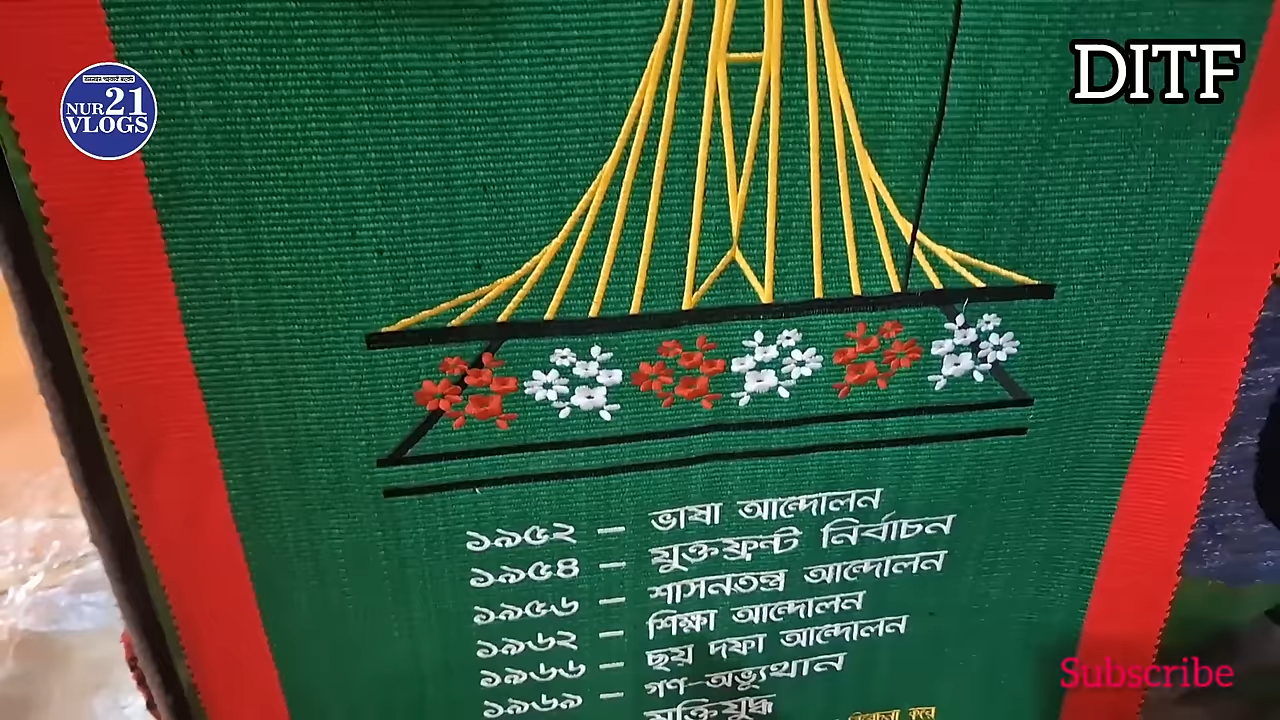 NUR 21
VLOGS
DITF
১৯৫২ – ভাষা আন্দোলন
১৯৫৪ – যুক্তফ্রন্ট নির্বাচন
১৯৫৬ – শাসনতন্ত্র আন্দোলন
১৯৬২ – শিক্ষা আন্দোলন
১৯৬৬ – ছয় দফা আন্দোলন
১৯৬৯ – গণ-অভ্যূথান
মুক্তিযুদ্ধ
Subscribe